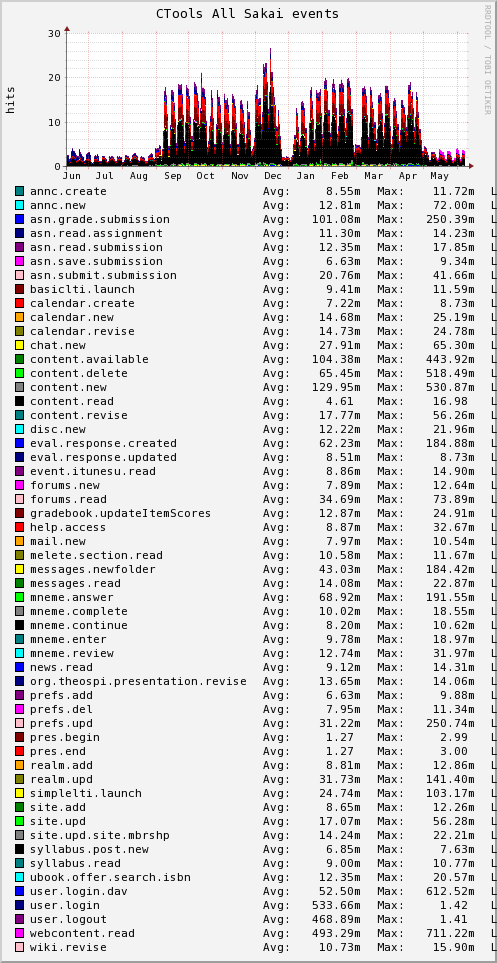 CTools All Sakai events
RRDTOOL / TOBI OETIKER
hits
30
20
10
0
Jun Jul Aug Sep Oct Nov Dec Jan Feb Mar Apr May
annc.create Avg: 8.55m Max: 11.72m L
annc.new Avg: 12.81m Max: 72.00m L
asn.grade.submission Avg: 101.08m Max: 250.39m L
asn.read.assignment Avg: 11.30m Max: 14.23m L
asn.read.submission Avg: 12.35m Max: 17.85m L
asn.save.submission Avg: 6.63m Max: 9.34m L
asn.submit.submission Avg: 20.76m Max: 41.66m L
basiclti.launch Avg: 9.41m Max: 11.59m L
calendar.create Avg: 7.22m Max: 8.73m L
calendar.new Avg: 14.68m Max: 25.19m L
calendar.revise Avg: 14.73m Max: 24.78m L
chat.new Avg: 27.91m Max: 65.30m L
content.available Avg: 104.38m Max: 443.92m L
content.delete Avg: 65.45m Max: 518.49m L
content.new Avg: 129.95m Max: 530.87m L
content.read Avg: 4.61 Max: 16.98 L
content.revise Avg: 17.77m Max: 56.26m L
disc.new Avg: 12.22m Max: 21.96m L
eval.response.created Avg: 62.23m Max: 184.88m L
eval.response.updated Avg: 8.51m Max: 8.73m L
event.itunesu.read Avg: 8.86m Max: 14.90m L
forums.new Avg: 7.89m Max: 12.64m L
forums.read Avg: 34.69m Max: 73.89m L
gradebook.updateItemScores Avg: 12.87m Max: 24.91m L
help.access Avg: 8.87m Max: 32.67m L
mail.new Avg: 7.97m Max: 10.54m L
melete.section.read Avg: 10.58m Max: 11.67m L
messages.newfolder Avg: 43.03m Max: 184.42m L
messages.read Avg: 14.08m Max: 22.87m L
mneme.answer Avg: 68.92m Max: 191.55m L
mneme.complete Avg: 10.02m Max: 18.55m L
mneme.continue Avg: 8.20m Max: 10.62m L
mneme.enter Avg: 9.78m Max: 18.97m L
mneme.review Avg: 12.74m Max: 31.97m L
news.read Avg: 9.12m Max: 14.31m L
org.theospi.presentation.revise Avg: 13.65m Max: 14.06m L
prefs.add Avg: 6.63m Max: 9.88m L
prefs.del Avg: 7.95m Max: 11.34m L
prefs.upd Avg: 31.22m Max: 250.74m L
pres.begin Avg: 1.27 Max: 2.99 L
pres.end Avg: 1.27 Max: 3.00 L
realm.add Avg: 8.81m Max: 12.86m L
realm.upd Avg: 31.73m Max: 141.40m L
simplelti.launch Avg: 24.74m Max: 103.17m L
site.add Avg: 8.65m Max: 12.26m L
site.upd Avg: 17.07m Max: 56.28m L
site.upd.site.mbrshp Avg: 14.24m Max: 22.21m L
syllabus.post.new Avg: 6.85m Max: 7.63m L
syllabus.read Avg: 9.00m Max: 10.77m L
ubook.offer.search.isbn Avg: 12.35m Max: 20.57m L
user.login.dav Avg: 52.50m Max: 612.52m L
user.login Avg: 533.66m Max: 1.42 L
user.logout Avg: 468.89m Max: 1.41 L
webcontent.read Avg: 493.29m Max: 711.22m L
wiki.revise Avg: 10.73m Max: 15.90m L